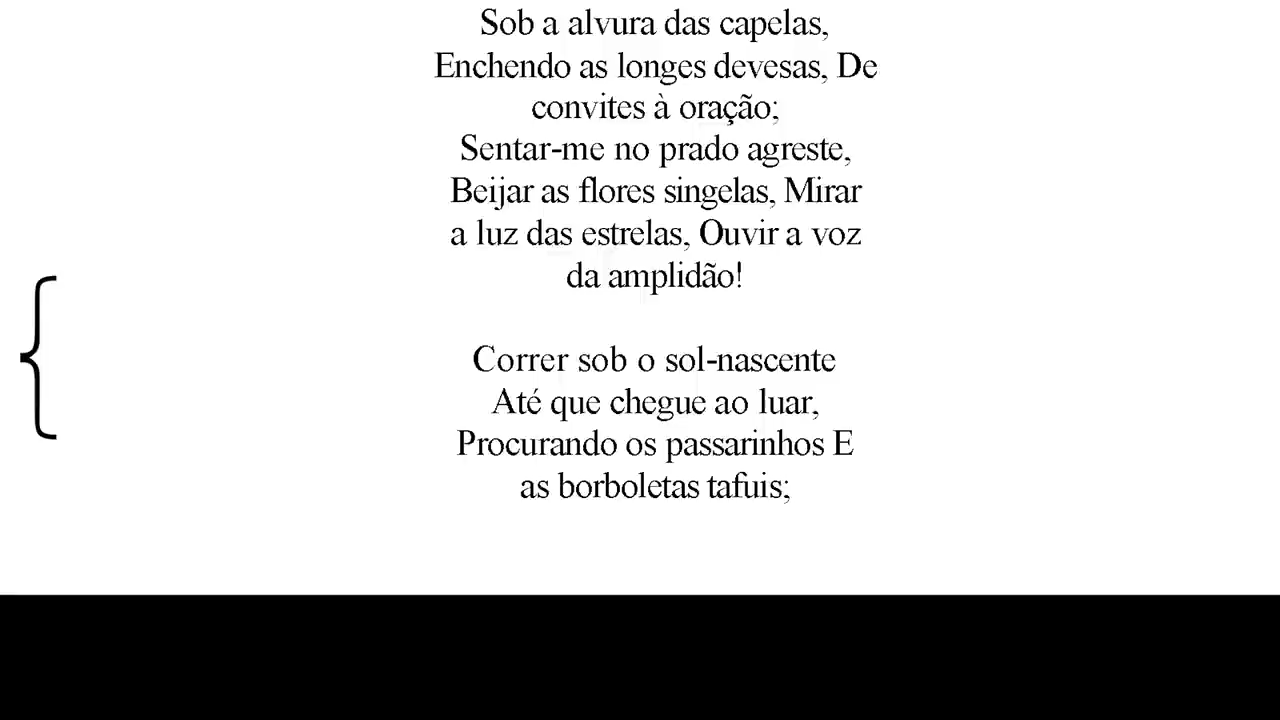 Sob a alvura das capelas,
Enchendo as longes devesas, De
convites à oração;
Sentar-me no prado agreste,
Beijar as flores singelas, Mirar
a luz das estrelas, Ouvir a voz
da amplidão!
Correr sob o sol-nascente
Até que chegue ao luar,
Procurando os passarinhos E
as borboletas tafuis;